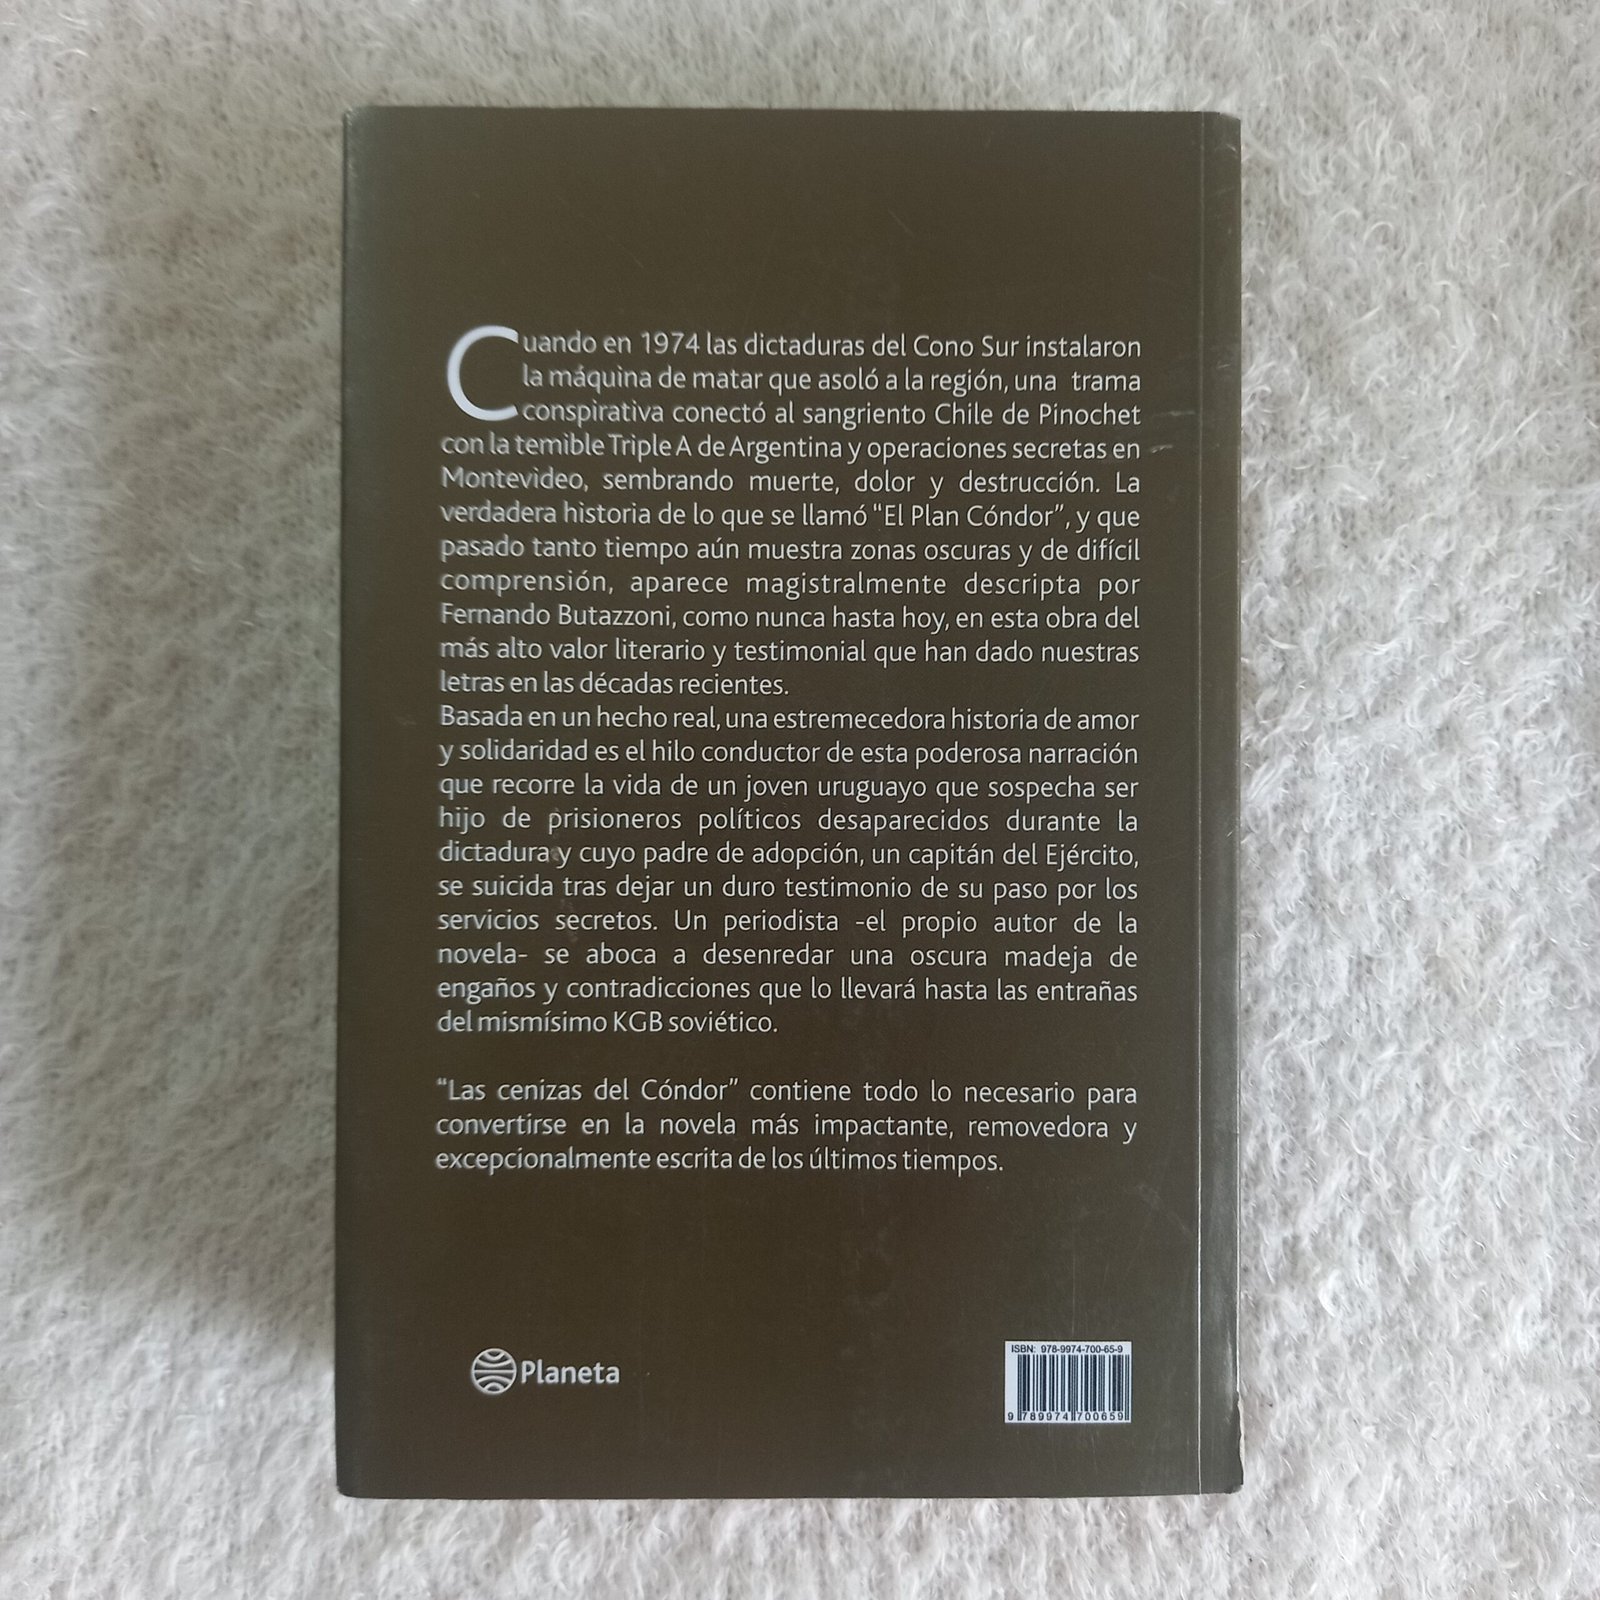 Cuando en 1974 las dictaduras del Cono Sur instalaron
la máquina de matar que asoló a la región, una trama
conspirativa conectó al sangriento Chile de Pinochet
con la temible Triple A de Argentina y operaciones secretas en
Montevideo, sembrando muerte, dolor y destrucción. La
verdadera historia de lo que se llamó “El Plan Cóndor”, y que
pasado tanto tiempo aún muestra zonas oscuras y de difícil
comprensión, aparece magistralmente descripta por
Fernando Butazzoni, como nunca hasta hoy, en esta obra del
más alto valor literario y testimonial que han dado nuestras
letras en las décadas recientes.
Basada en un hecho real, una estremecedora historia de amor
y solidaridad es el hilo conductor de esta poderosa narración
que recorre la vida de un joven uruguayo que sospecha ser
hijo de prisioneros políticos desaparecidos durante la
dictadura y cuyo padre de adopción, un capitán del Ejército,
se suicida tras dejar un duro testimonio de su paso por los
servicios secretos. Un periodista -el propio autor de la
novela- se aboca a desenredar una oscura madeja de
engaños y contradicciones que lo llevará hasta las entrañas
del mismísimo KGB soviético.
“Las cenizas del Cóndor” contiene todo lo necesario para
convertirse en la novela más impactante, removedora y
excepcionalmente escrita de los últimos tiempos.
Planeta
ISBN: 978-9974-700-65-9
9 789974 700659